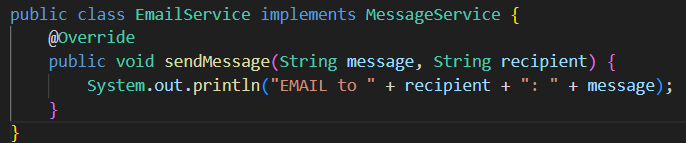 public class EmailService implements MessageService {
    @Override
    public void sendMessage(String message, String recipient) {
        System.out.println("EMAIL to " + recipient + ": " + message);
    }
}